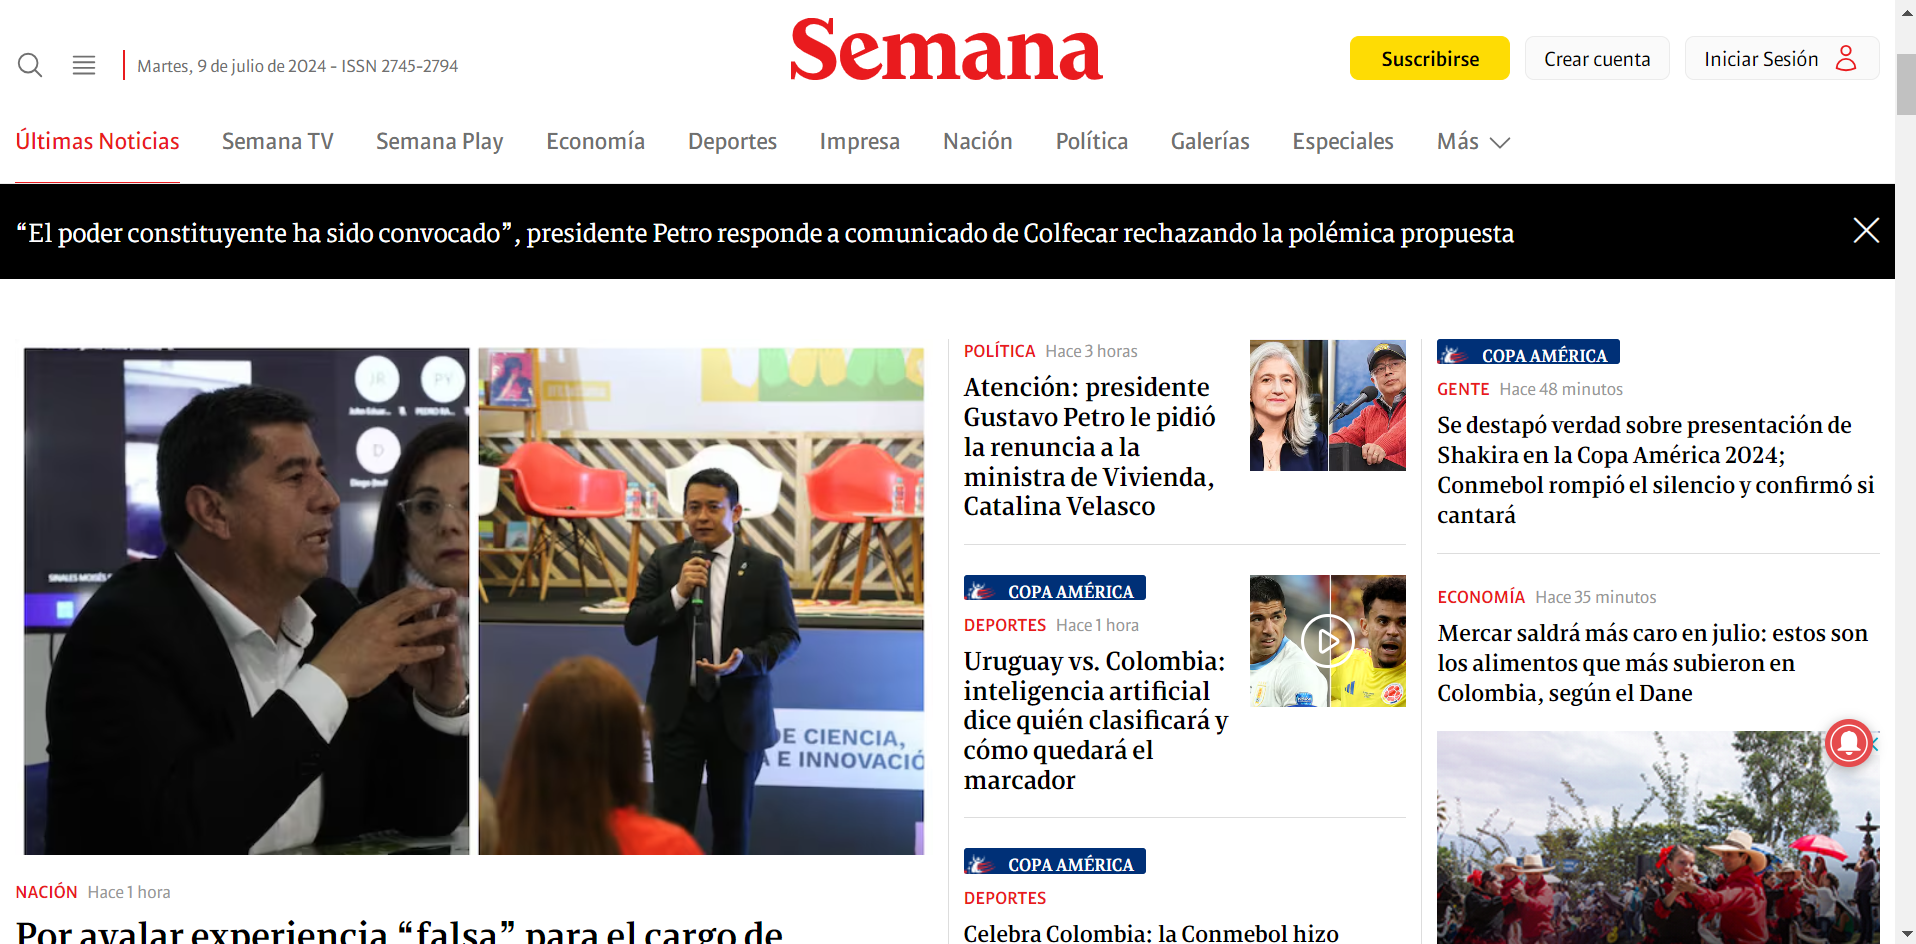 Semana
Martes, 9 de julio de 2024 - ISSN 2745-2794
Suscribirse
Crear cuenta
Iniciar Sesión
Últimas Noticias
Semana TV
Semana Play
Economía
Deportes
Impresa
Nación
Política
Galerías
Especiales
Más
“El poder constituyente ha sido convocado”, presidente Petro responde a comunicado de Colfecar rechazando la polémica propuesta
JR
PY
D
DE CIENCIA,
A E INNOVACIÓ
NACIÓN Hace 1 hora
Por avalar experiencia “falsa” para el cargo de
POLÍTICA Hace 3 horas
Atención: presidente
Gustavo Petro le pidió
la renuncia a la
ministra de Vivienda,
Catalina Velasco
COPA AMÉRICA
DEPORTES Hace 1 hora
Uruguay vs. Colombia:
inteligencia artificial
dice quién clasificará y
cómo quedará el
marcador
COPA AMÉRICA
DEPORTES
Celebra Colombia: la Conmebol hizo
COPA AMÉRICA
GENTE Hace 48 minutos
Se destapó verdad sobre presentación de
Shakira en la Copa América 2024;
Conmebol rompió el silencio y confirmó si
cantará
ECONOMÍA Hace 35 minutos
Mercar saldrá más caro en julio: estos son
los alimentos que más subieron en
Colombia, según el Dane